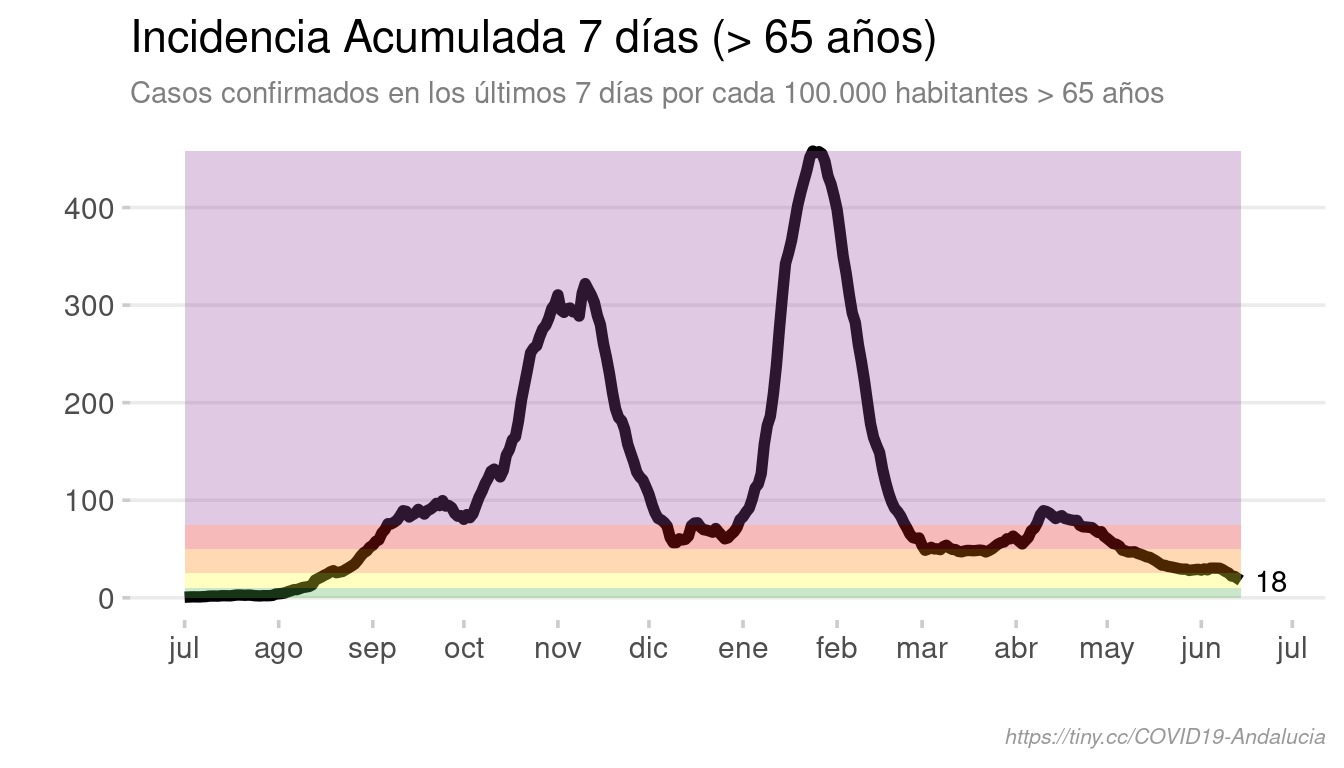 Incidencia Acumulada 7 días (> 65 años)
Casos confirmados en los últimos 7 días por cada 100.000 habitantes > 65 años
400
300
200
100
0
18
jul ago sep oct nov dic ene feb mar abr may jun jul
https://tiny.cc/COVID19-Andalucia